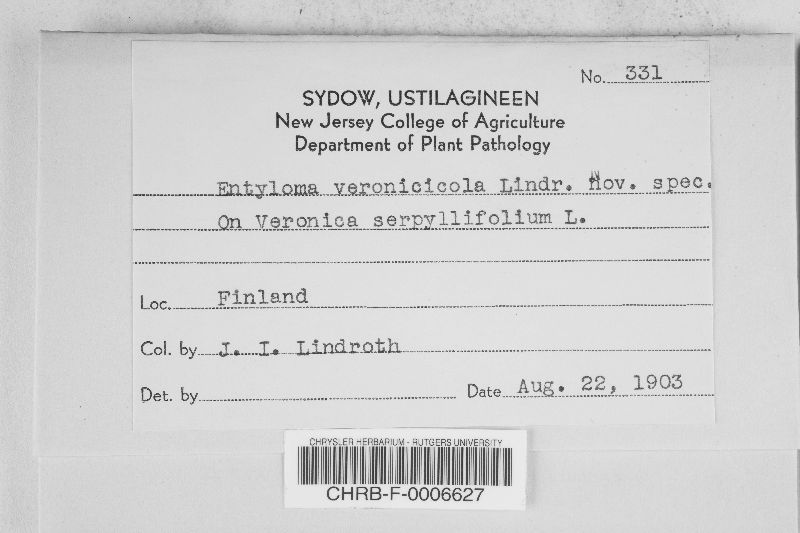 No. 331
SYDOW, USTILAGINEEN
New Jersey College of Agriculture
Department of Plant Pathology
Entyloma veronicicola Lindr. Nov. spec.
On Veronica serpyllifolium L.
Loc. Finland
Col. by J. I. Lindroth
Det. by
Date Aug. 22, 1903
CHRYSLER HERBARIUM - RUTGERS UNIVERSITY
CHRB-F-0006627